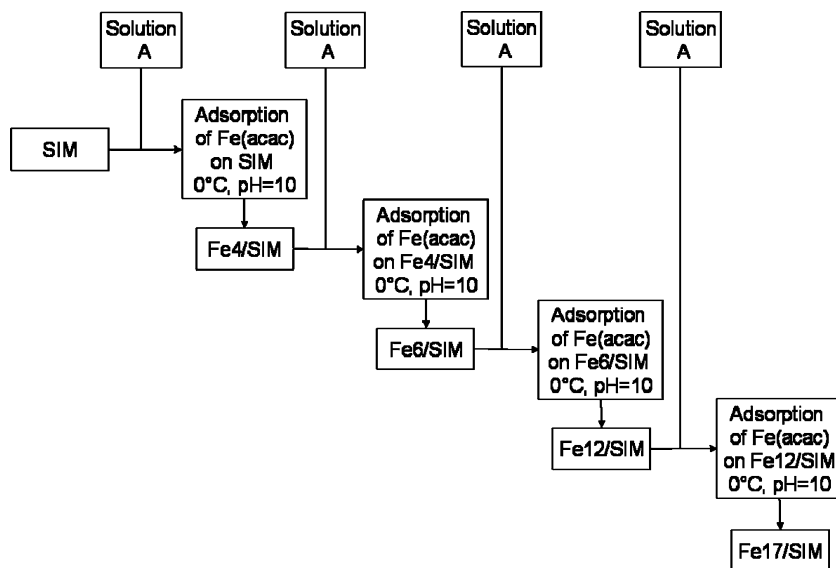 Solution
A
Solution
A
Solution
A
Solution
A
SIM
Adsorption
of Fe(acac)
on SIM
0°C, pH=10
Fe4/SIM
Adsorption
of Fe(acac)
on Fe4/SIM
0°C, pH=10
Fe6/SIM
Adsorption
of Fe(acac)
on Fe6/SIM
0°C, pH=10
Fe12/SIM
Adsorption
of Fe(acac)
on Fe12/SIM
0°C, pH=10
Fe17/SIM